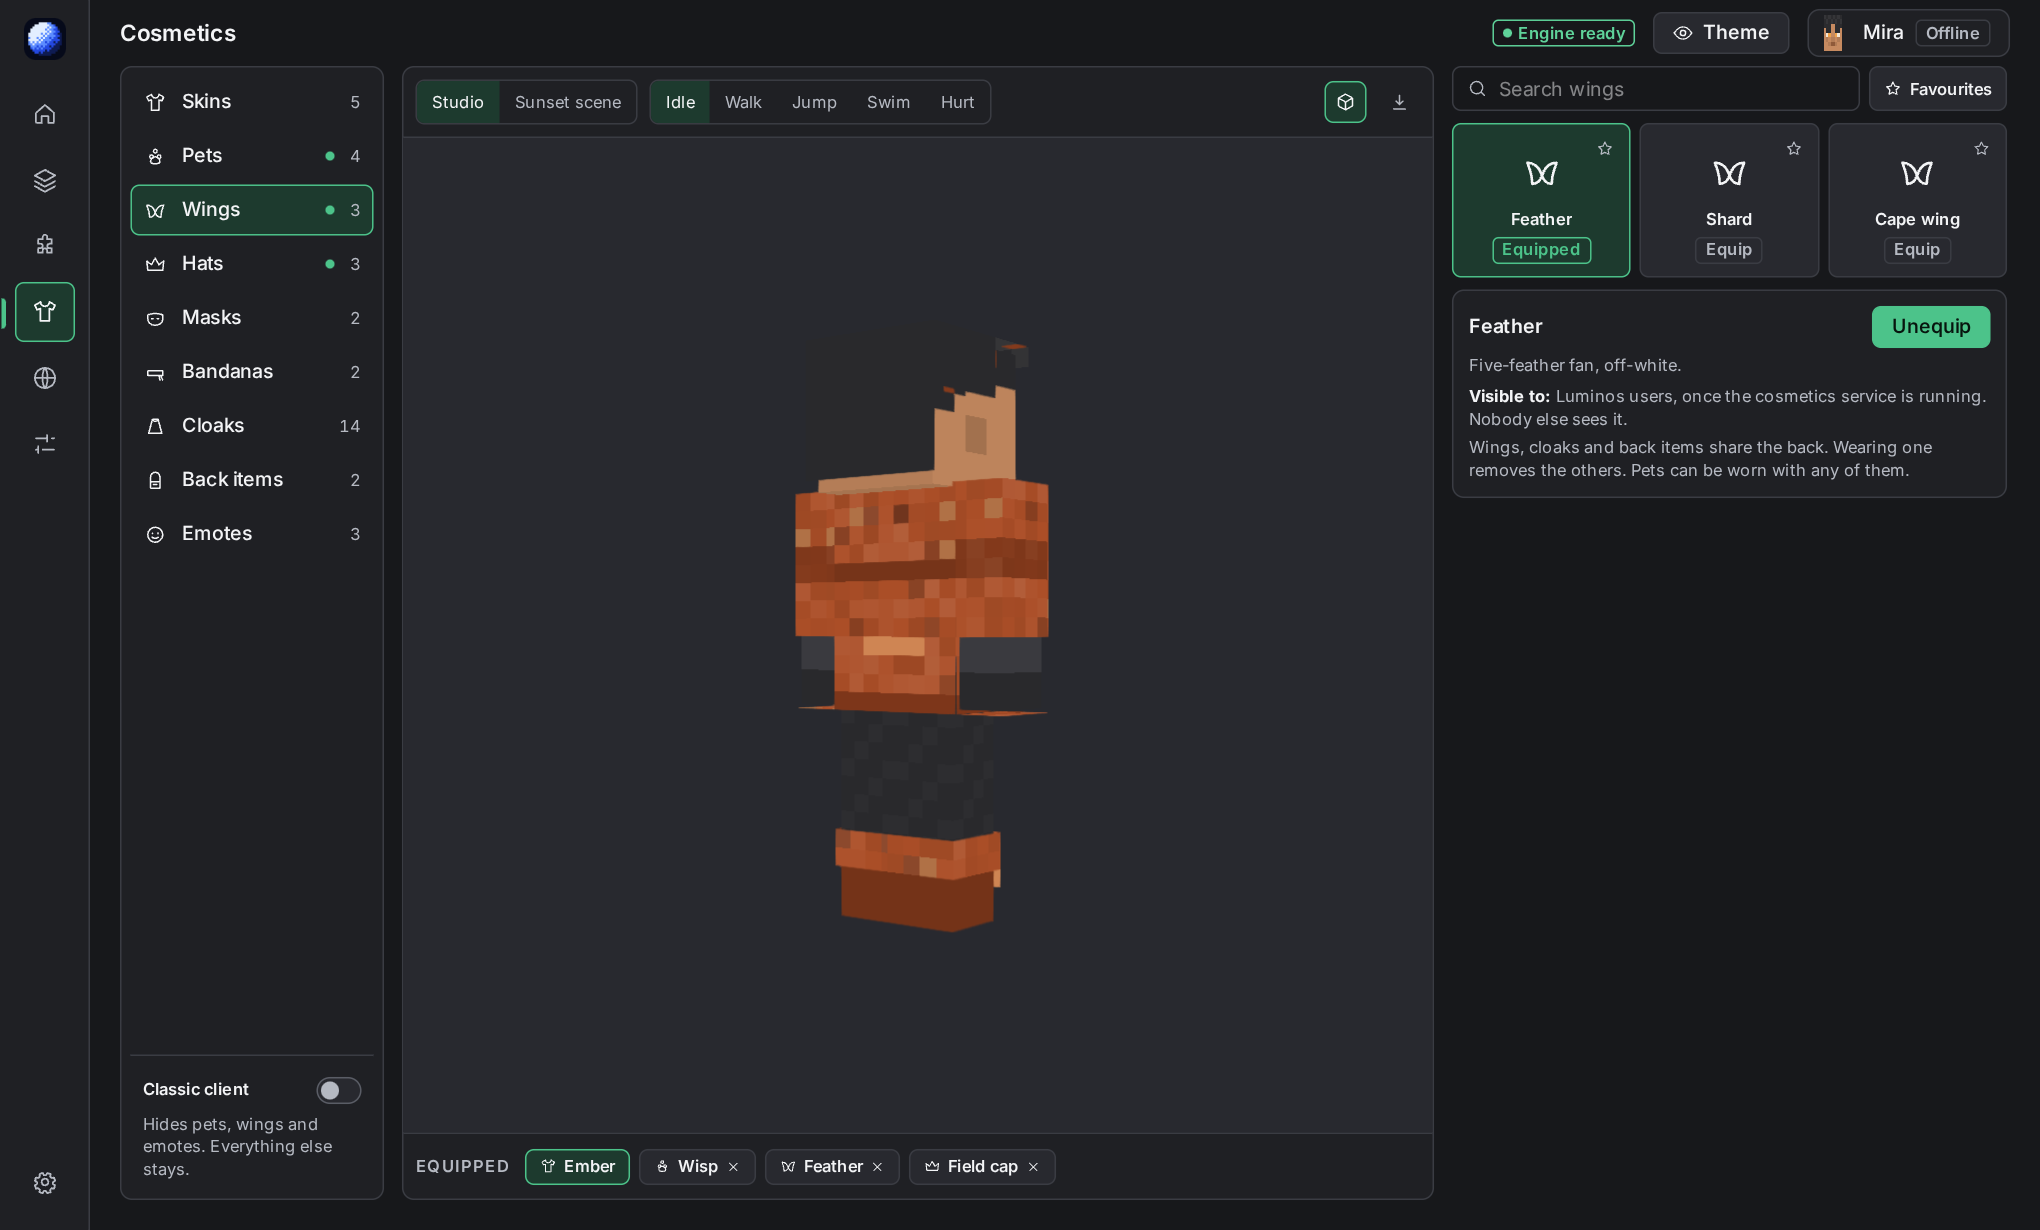 Cosmetics
Engine ready
Theme
Mira
Offline
Skins 5
Pets 4
Wings 3
Hats 3
Masks 2
Bandanas 2
Cloaks 14
Back items 2
Emotes 3
Classic client
Hides pets, wings and
emotes. Everything else
stays.
Studio
Sunset scene
Idle
Walk
Jump
Swim
Hurt
EQUIPPED
Ember
Wisp
Feather
Field cap
Search wings
Favourites
Feather
Equipped
Shard
Equip
Cape wing
Equip
Feather
Unequip
Five-feather fan, off-white.
Visible to: Luminos users, once the cosmetics service is running.
Nobody else sees it.
Wings, cloaks and back items share the back. Wearing one
removes the others. Pets can be worn with any of them.